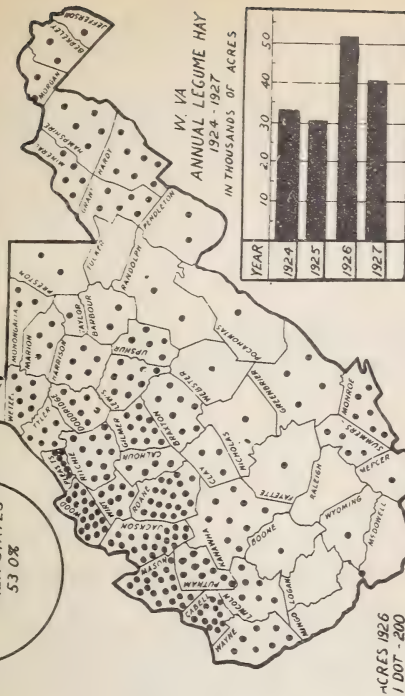 53 0%
W. VA
ANNUAL LEGUME HAY
1924 - 1927
IN THOUSANDS OF ACRES
YEAR
10 20 30 40 50
1924
1925
1926
1927
JEFFERSON
BERKELEY
MORGAN
HAMPSHIRE
MINERAL
HARDY
GRANT
PENDLETON
PRESTON
TUCKER
RANDOLPH
MONONGALIA
MARION
TAYLOR
BARBOUR
HARRISON
UPSHUR
WETZEL
TYLER
DODDRIDGE
LEWIS
GILMER
BRAXTON
WEBSTER
POCAHONTAS
RITCHIE
CALHOUN
WOOD
WIRT
ROANE
CLAY
NICHOLAS
GREENBRIER
JACKSON
MASON
PUTNAM
KANAWHA
FAYETTE
MONROE
SUMMERS
CABELL
LINCOLN
BOONE
RALEIGH
MERCER
WAYNE
LOGAN
MINGO
WYOMING
McDOWELL
ACRES 1926
DOT - 200